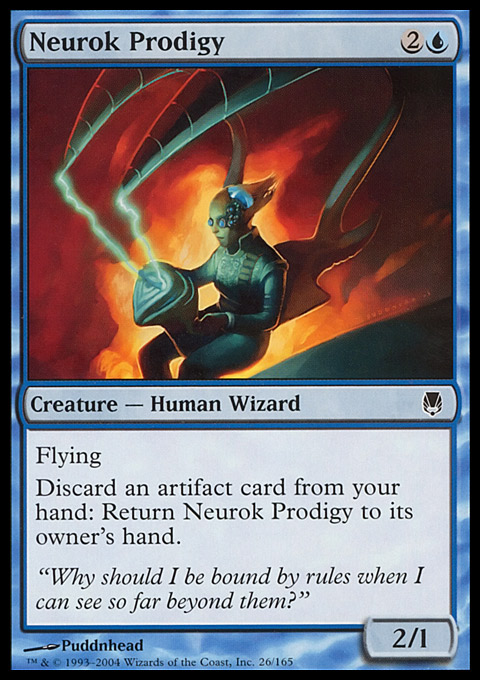 Neurok Prodigy 2
Creature — Human Wizard
Flying
Discard an artifact card from your
hand: Return Neurok Prodigy to its
owner's hand.
"Why should I be bound by rules when I
can see so far beyond them?"
2/1
Puddnhead
™ & © 1993–2004 Wizards of the Coast, Inc. 26/165